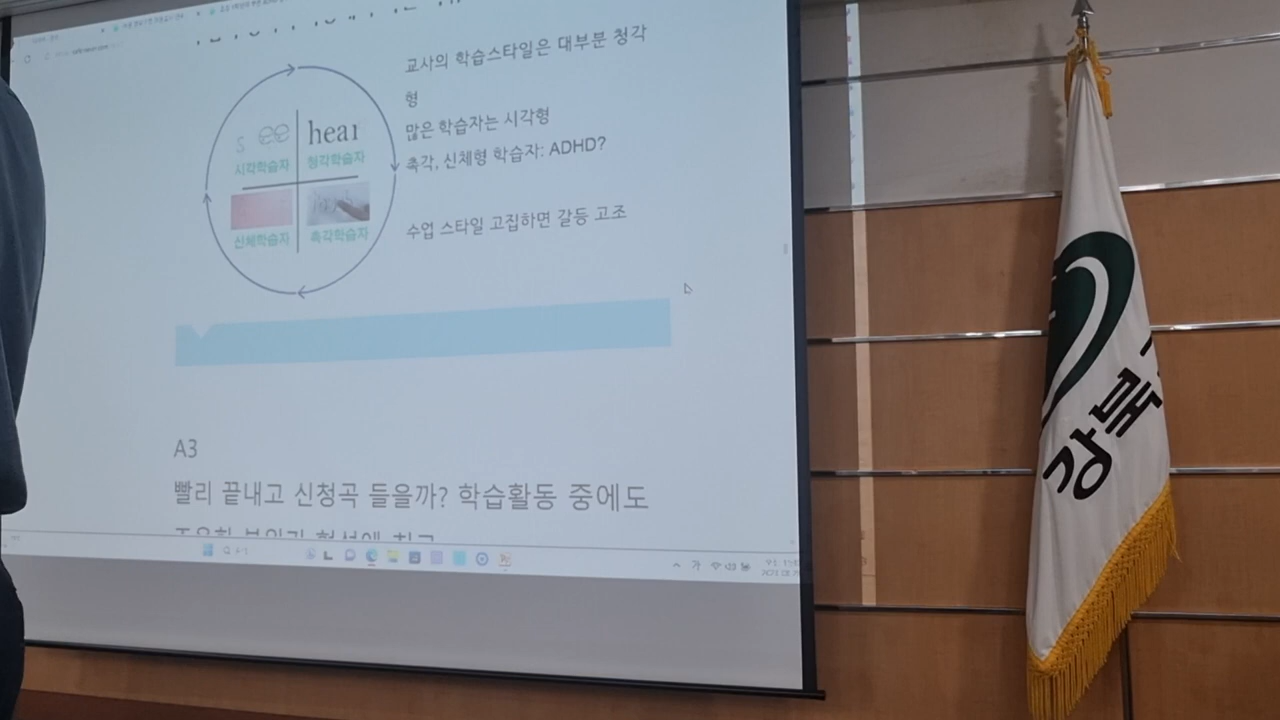 see
hear
시각학습자
청각학습자
신체학습자
촉각학습자
교사의 학습스타일은 대부분 청각
형
많은 학습자는 시각형
촉각, 신체형 학습자: ADHD?
수업 스타일 고집하면 갈등 고조
A3
빨리 끝내고 신청곡 들을까? 학습활동 중에도
가
강북